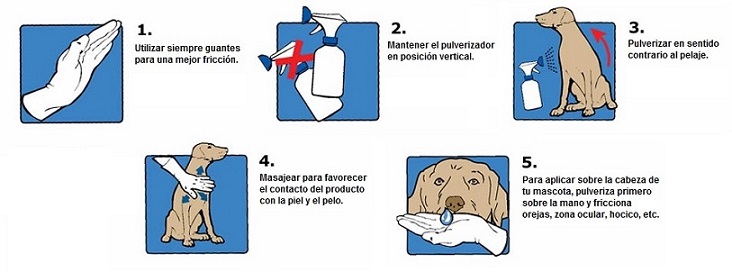 1.
Utilizar siempre guantes
para una mejor fricción.
2.
Mantener el pulverizador
en posición vertical.
3.
Pulverizar en sentido
contrario al pelaje.
4.
Masajear para favorecer
el contacto del producto
con la piel y el pelo.
5.
Para aplicar sobre la cabeza de
tu mascota, pulveriza primero
sobre la mano y fricciona
orejas, zona ocular, hocico, etc.